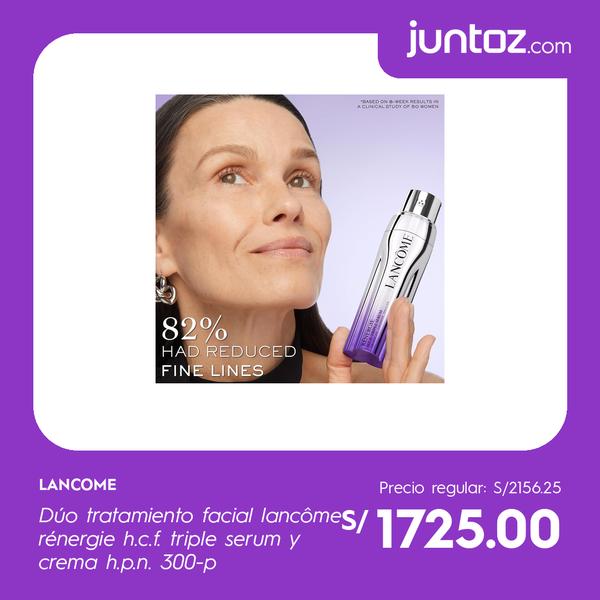 juntoz.com
*BASED ON 8-WEEK RESULTS IN
A CLINICAL STUDY OF 80 WOMEN
LANCÔME
82%
HAD REDUCED
FINE LINES
LANCOME
Dúo tratamiento facial lancôme
rénergie h.c.f. triple serum y
crema h.p.n. 300-p
Precio regular: S/2156.25
S/ 1725.00